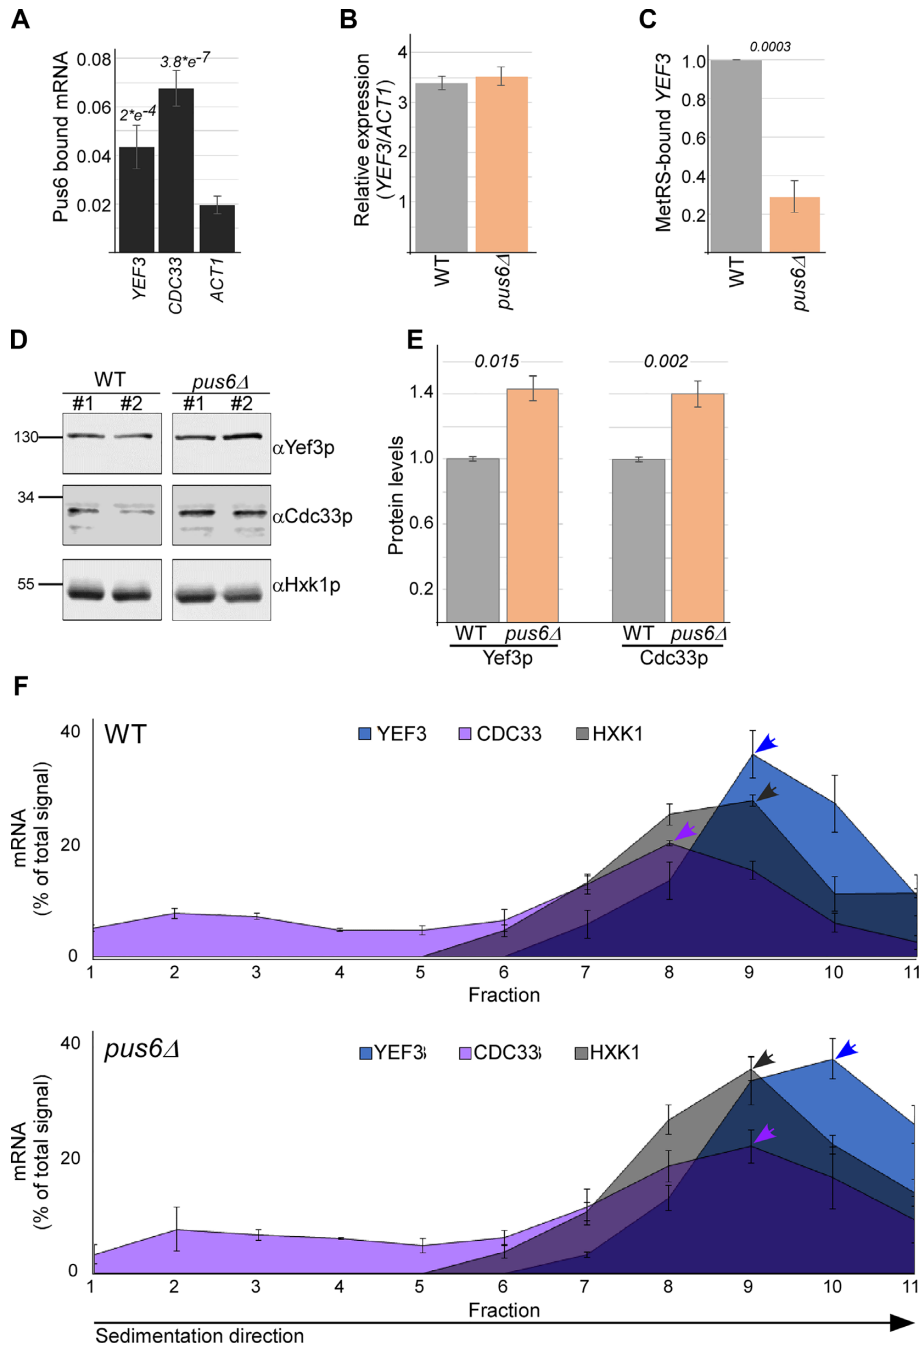 A
Pus6 bound mRNA
0.08
0.06
0.04
0.02
2*e-4
3.8*e-7
YEF3
CDC33
ACT1
B
Relative expression
(YEF3/ACT1)
4
3
2
1
WT
pus6Δ
C
MetRS-bound YEF3
0.0003
1.0
0.8
0.6
0.4
0.2
WT
pus6Δ
D
WT
pus6Δ
#1 #2 #1 #2
130
αYef3p
34
αCdc33p
55
αHxk1p
E
Protein levels
0.015
0.002
1.4
1.0
0.6
0.2
WT pus6Δ WT pus6Δ
Yef3p
Cdc33p
F
WT
YEF3 CDC33 HXK1
mRNA
(% of total signal)
40
20
0
1 2 3 4 5 6 7 8 9 10 11
Fraction
pus6Δ
YEF3 CDC33 HXK1
mRNA
(% of total signal)
40
20
0
1 2 3 4 5 6 7 8 9 10 11
Fraction
Sedimentation direction